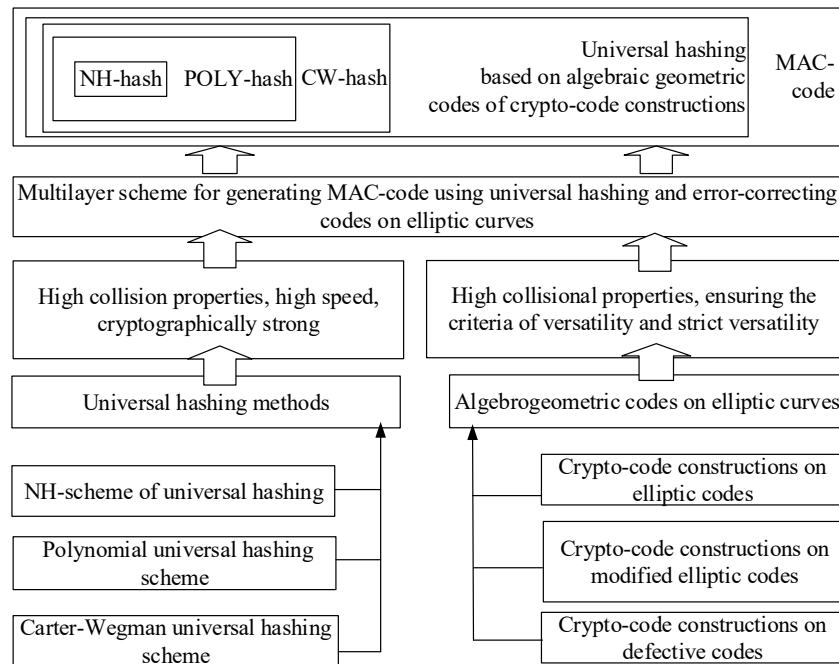 NH-hash
POLY-hash
CW-hash
Universal hashing
based on algebraic geometric
codes of crypto-code constructions
MAC-
code
Multilayer scheme for generating MAC-code using universal hashing and error-correcting
codes on elliptic curves
High collision properties, high speed,
cryptographically strong
High collisional properties, ensuring the
criteria of versatility and strict versatility
Universal hashing methods
Algebrogeometric codes on elliptic curves
NH-scheme of universal hashing
Polynomial universal hashing
scheme
Carter-Wegman universal hashing
scheme
Crypto-code constructions on
elliptic codes
Crypto-code constructions on
modified elliptic codes
Crypto-code constructions on
defective codes